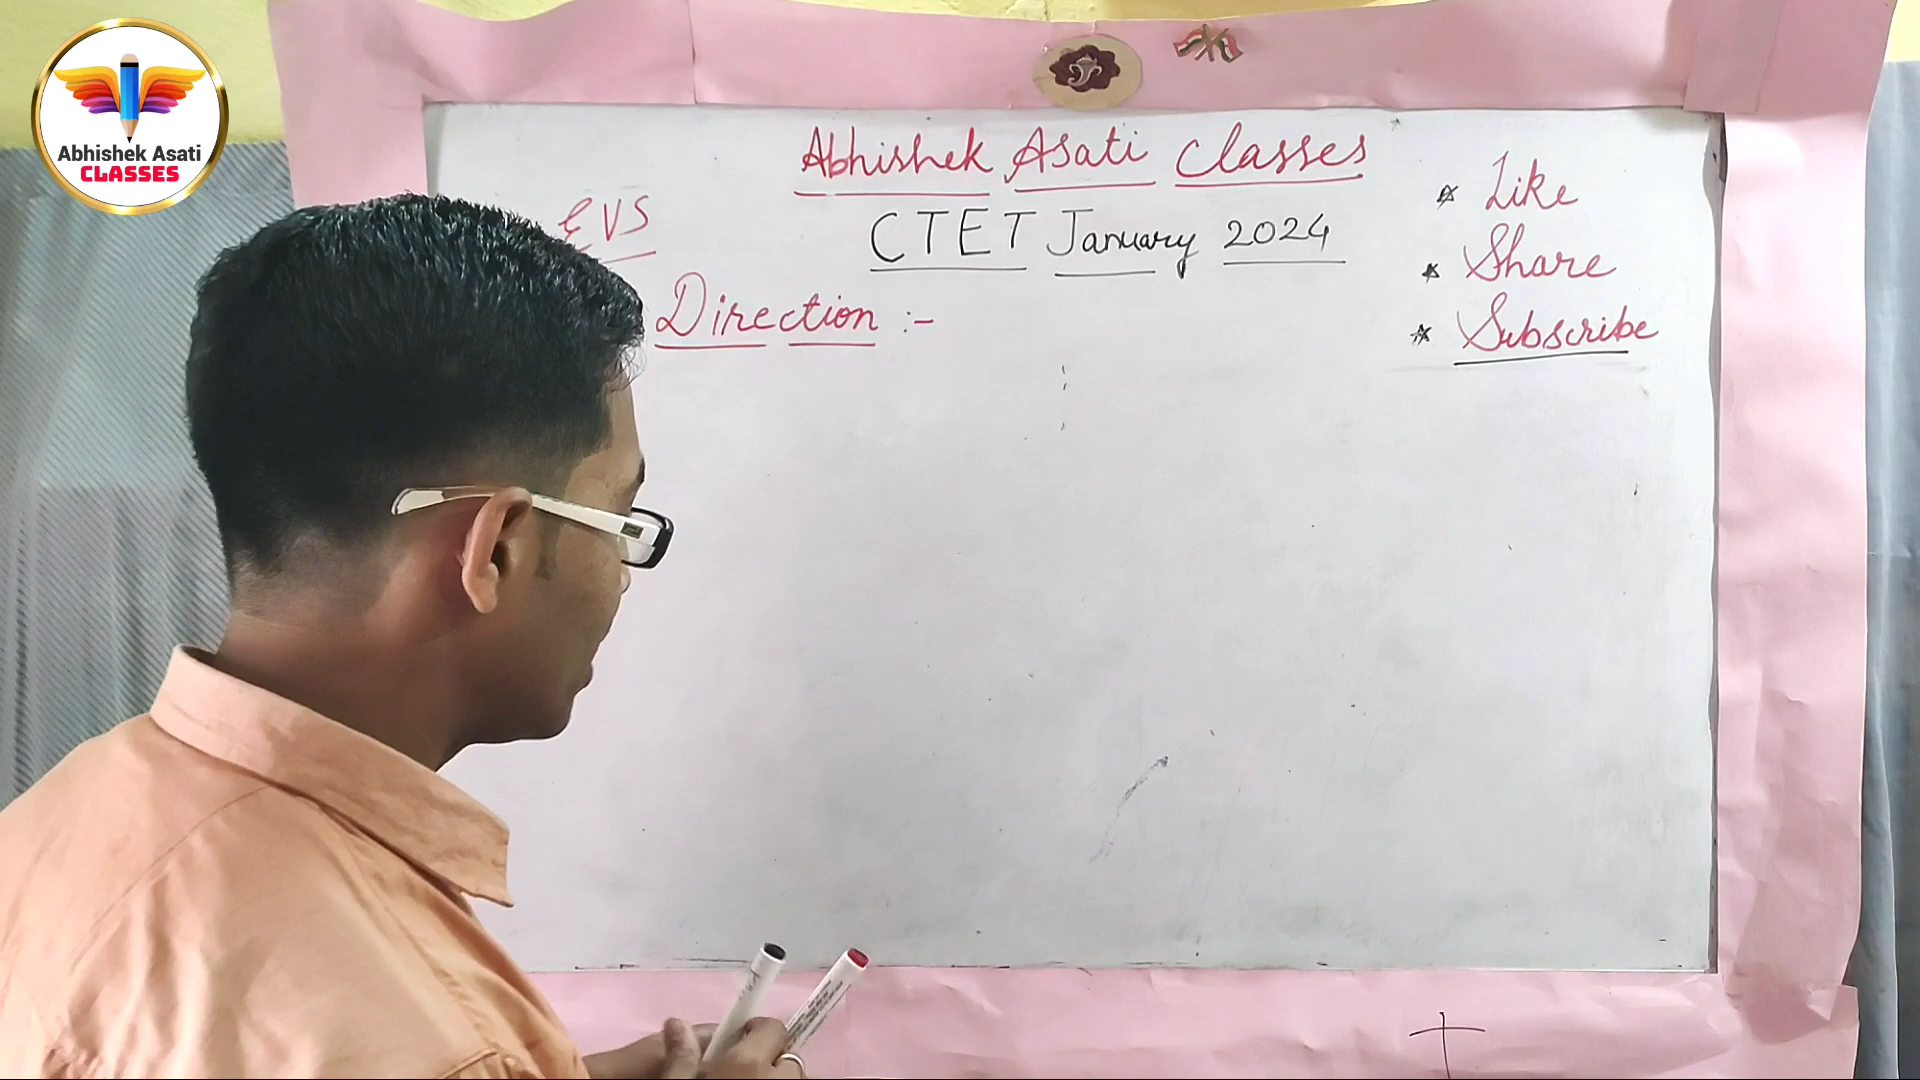 Abhishek Asati
CLASSES
Abhishek Asati Classes
EVS
CTET January 2024
Direction :-
* Like
* Share
* Subscribe